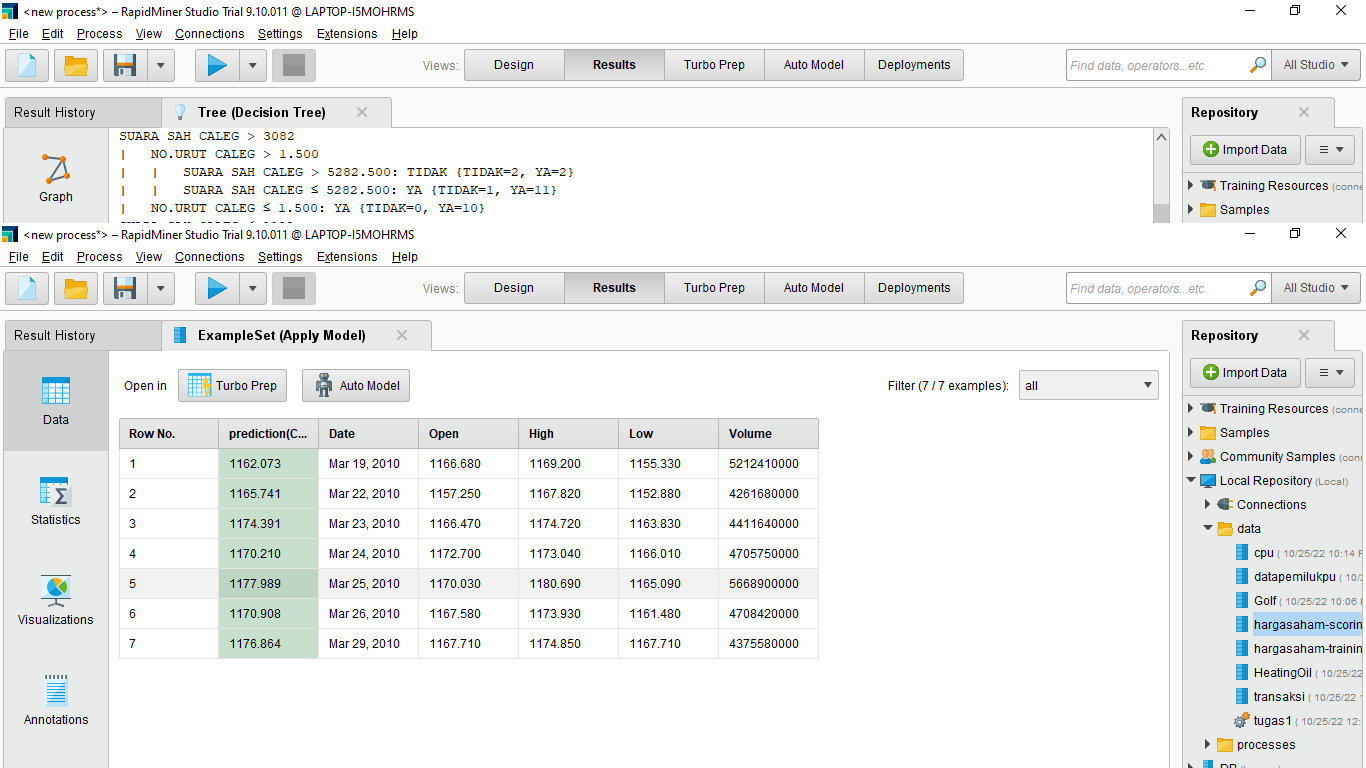 <new process*> – RapidMiner Studio Trial 9.10.011 @ LAPTOP-I5MOHRMS
File Edit Process View Connections Settings Extensions Help
Views: Design Results Turbo Prep Auto Model Deployments Find data, operators...etc All Studio
Result History Tree (Decision Tree) Repository
SUARA SAH CALEG > 3082
| NO.URUT CALEG > 1.500
| | SUARA SAH CALEG > 5282.500: TIDAK {TIDAK=2, YA=2}
| | SUARA SAH CALEG ≤ 5282.500: YA {TIDAK=1, YA=11}
| NO.URUT CALEG ≤ 1.500: YA {TIDAK=0, YA=10}
Graph
Import Data
Training Resources (conne
Samples
<new process*> – RapidMiner Studio Trial 9.10.011 @ LAPTOP-I5MOHRMS
File Edit Process View Connections Settings Extensions Help
Views: Design Results Turbo Prep Auto Model Deployments Find data, operators...etc All Studio
Result History ExampleSet (Apply Model) Repository
Data
Statistics
Visualizations
Annotations
Open in Turbo Prep Auto Model Filter (7 / 7 examples): all
Row No. prediction(C... Date Open High Low Volume
1 1162.073 Mar 19, 2010 1166.680 1169.200 1155.330 5212410000
2 1165.741 Mar 22, 2010 1157.250 1167.820 1152.880 4261680000
3 1174.391 Mar 23, 2010 1166.470 1174.720 1163.830 4411640000
4 1170.210 Mar 24, 2010 1172.700 1173.040 1166.010 4705750000
5 1177.989 Mar 25, 2010 1170.030 1180.690 1165.090 5668900000
6 1170.908 Mar 26, 2010 1167.580 1173.930 1161.480 4708420000
7 1176.864 Mar 29, 2010 1167.710 1174.850 1167.710 4375580000
Import Data
Training Resources (conne
Samples
Community Samples (conn
Local Repository (Local)
Connections
data
cpu ( 10/25/22 10:14 P
datapemilukpu ( 10/2
Golf ( 10/25/22 10:06
hargasaham-scorin
hargasaham-trainin
HeatingOil ( 10/25/22
transaksi ( 10/25/22
tugas1 ( 10/25/22 12:
processes